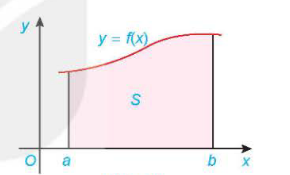 y
y = f(x)
S
O a b x